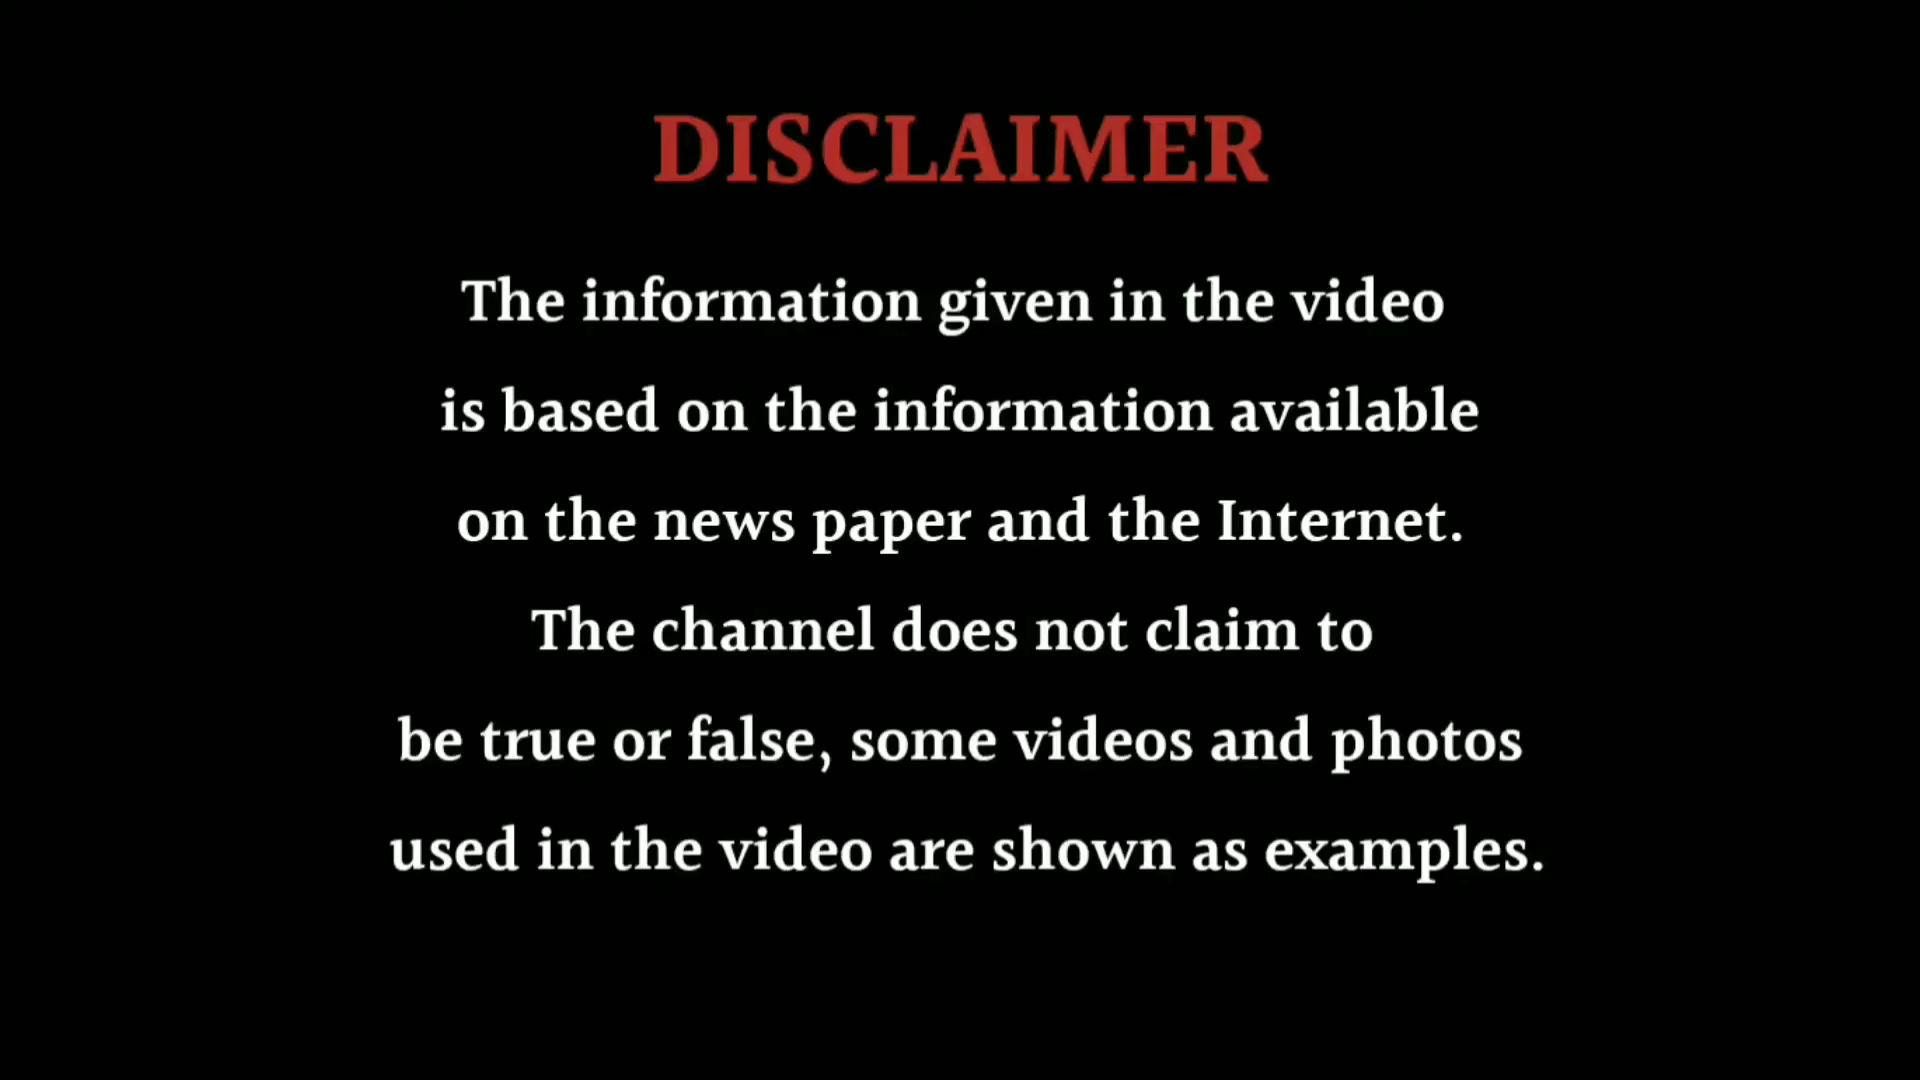 DISCLAIMER
The information given in the video
is based on the information available
on the news paper and the Internet.
The channel does not claim to
be true or false, some videos and photos
used in the video are shown as examples.